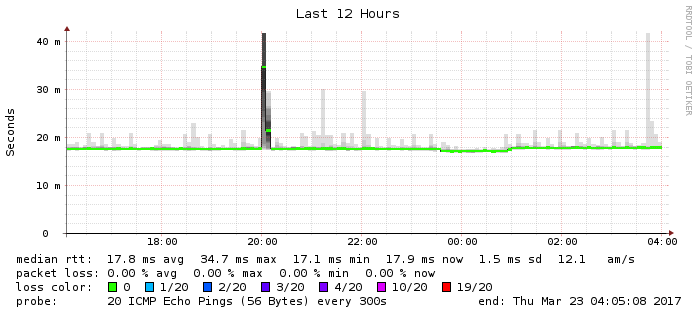 Last 12 Hours
RRDTOOL / TOBI OETIKER
Seconds
40 m
30 m
20 m
10 m
0
18:00 20:00 22:00 00:00 02:00 04:00
median rtt: 17.8 ms avg 34.7 ms max 17.1 ms min 17.9 ms now 1.5 ms sd 12.1 am/s
packet loss: 0.00 % avg 0.00 % max 0.00 % min 0.00 % now
loss color: 0 1/20 2/20 3/20 4/20 10/20 19/20
probe: 20 ICMP Echo Pings (56 Bytes) every 300s end: Thu Mar 23 04:05:08 2017